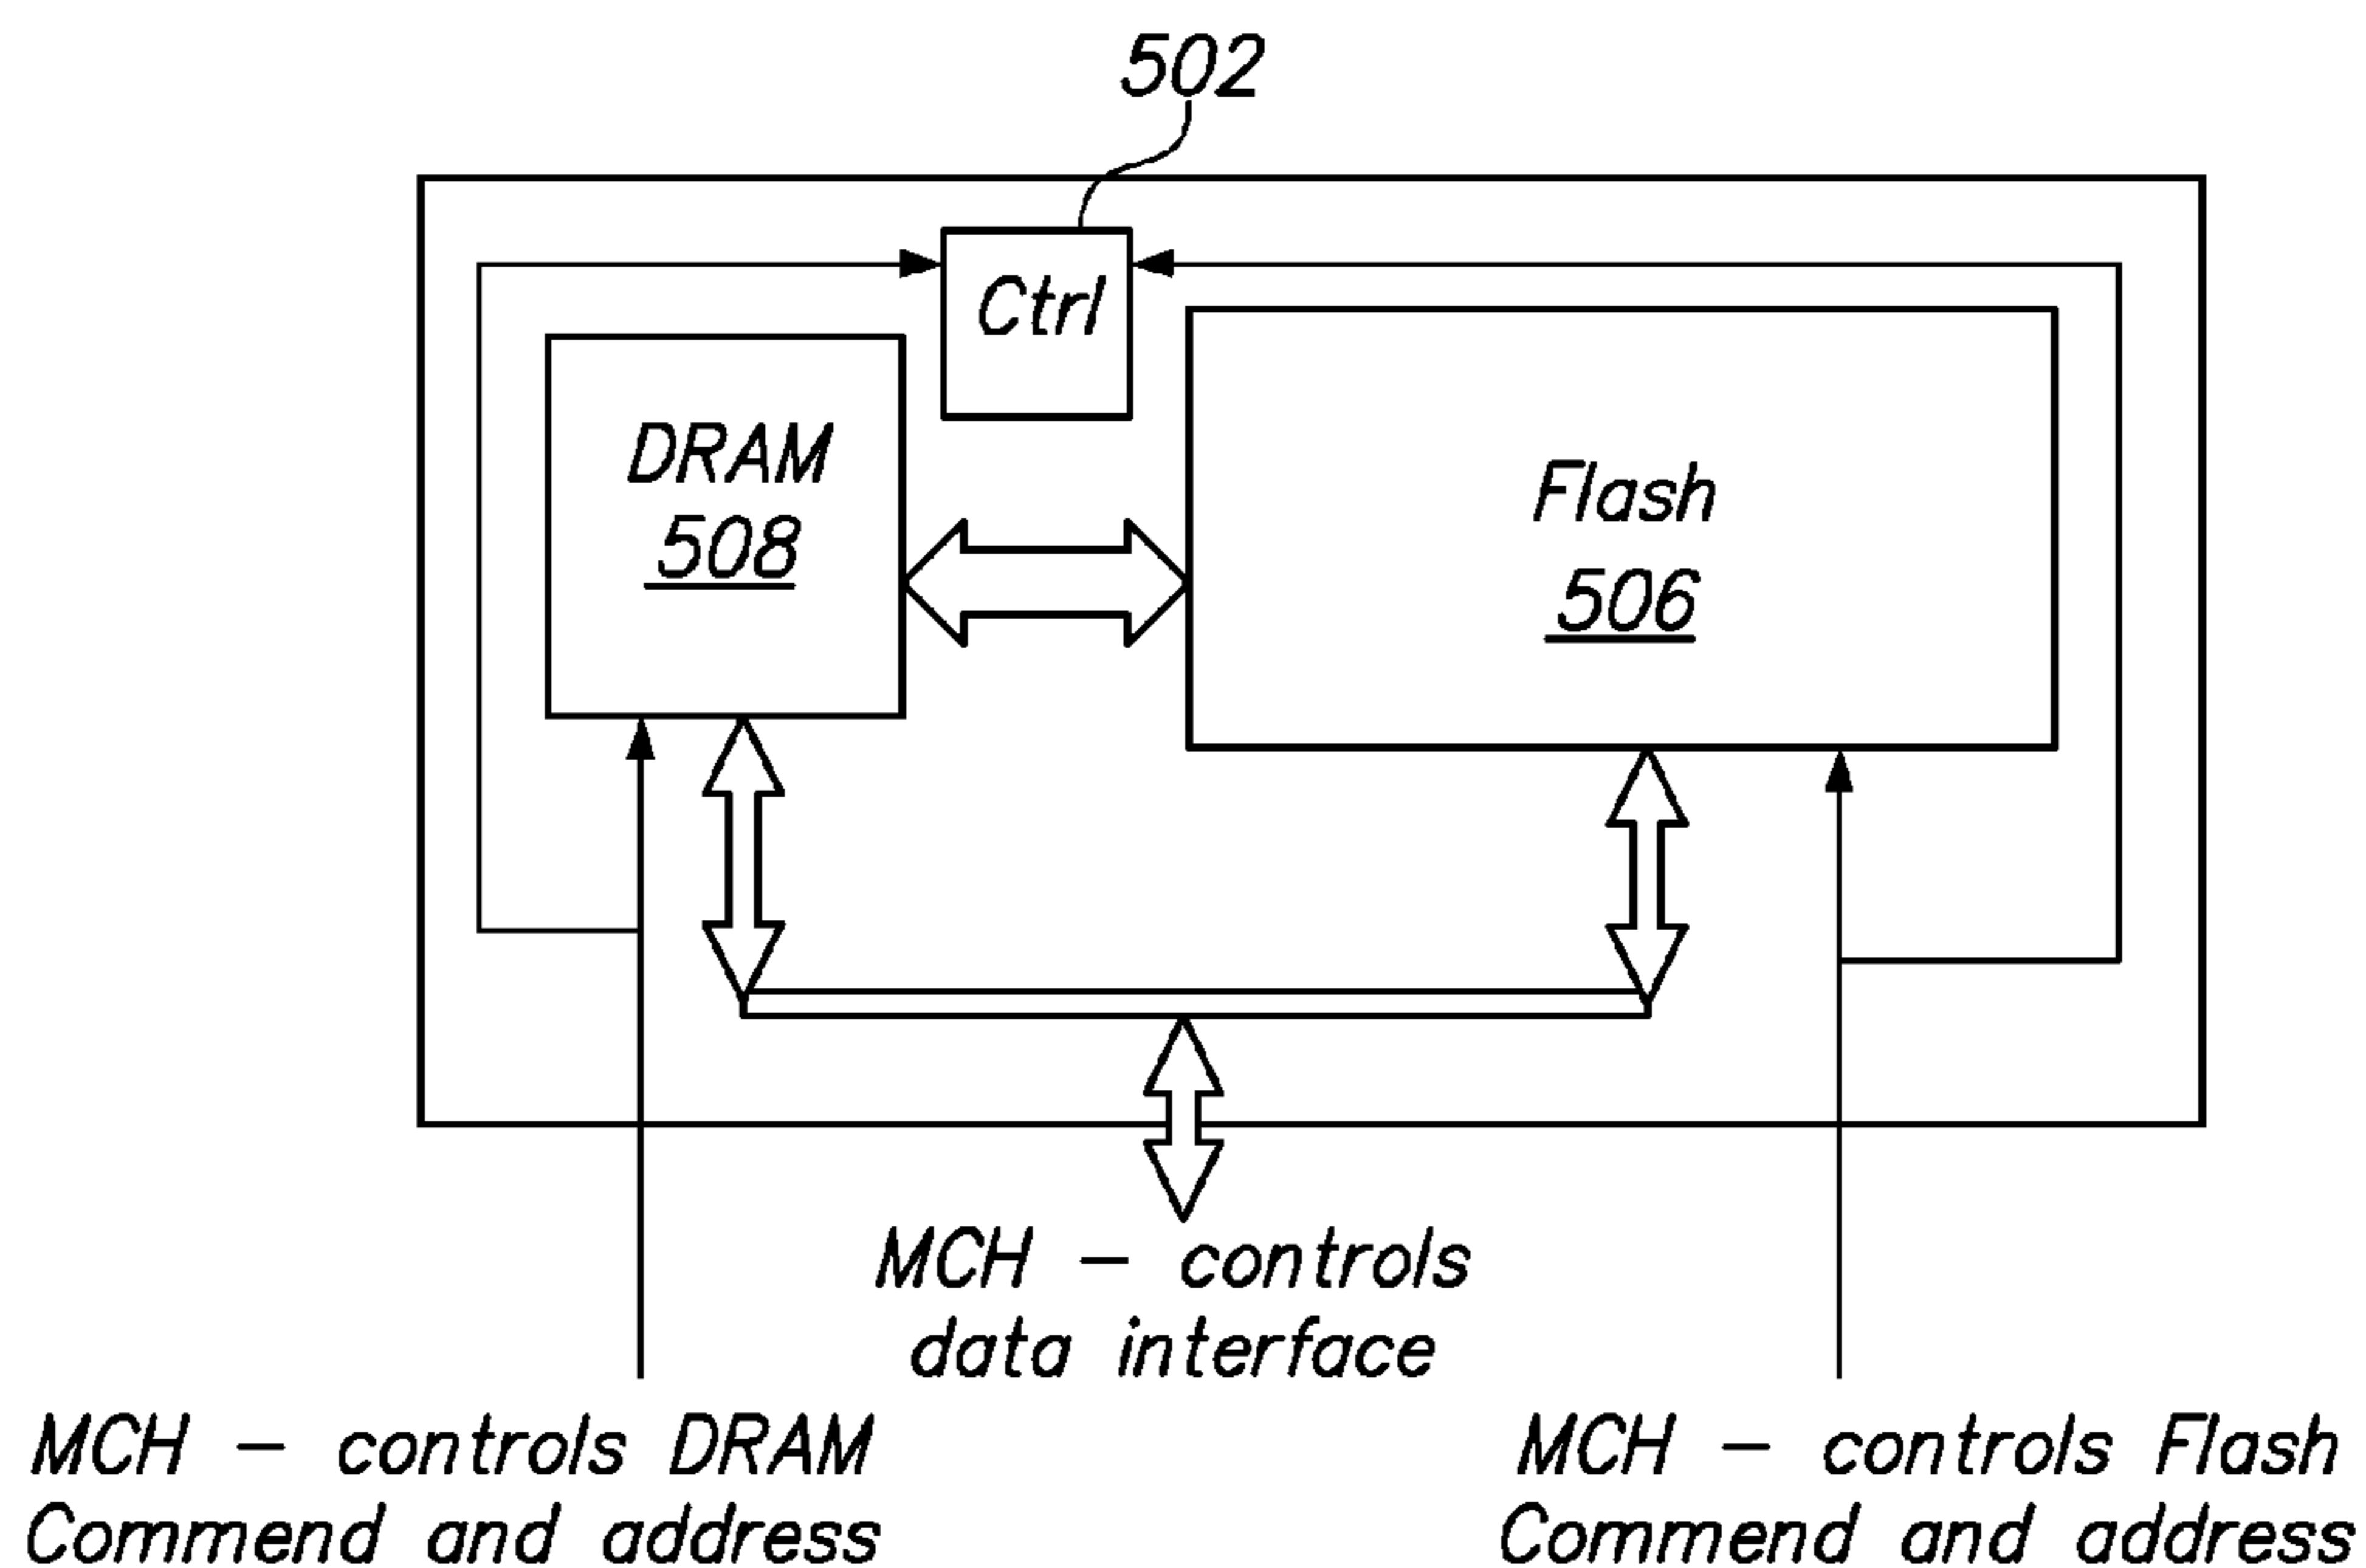 502
Ctrl
DRAM
508
Flash
506
MCH – controls
data interface
MCH – controls DRAM
Commend and address
MCH – controls Flash
Commend and address